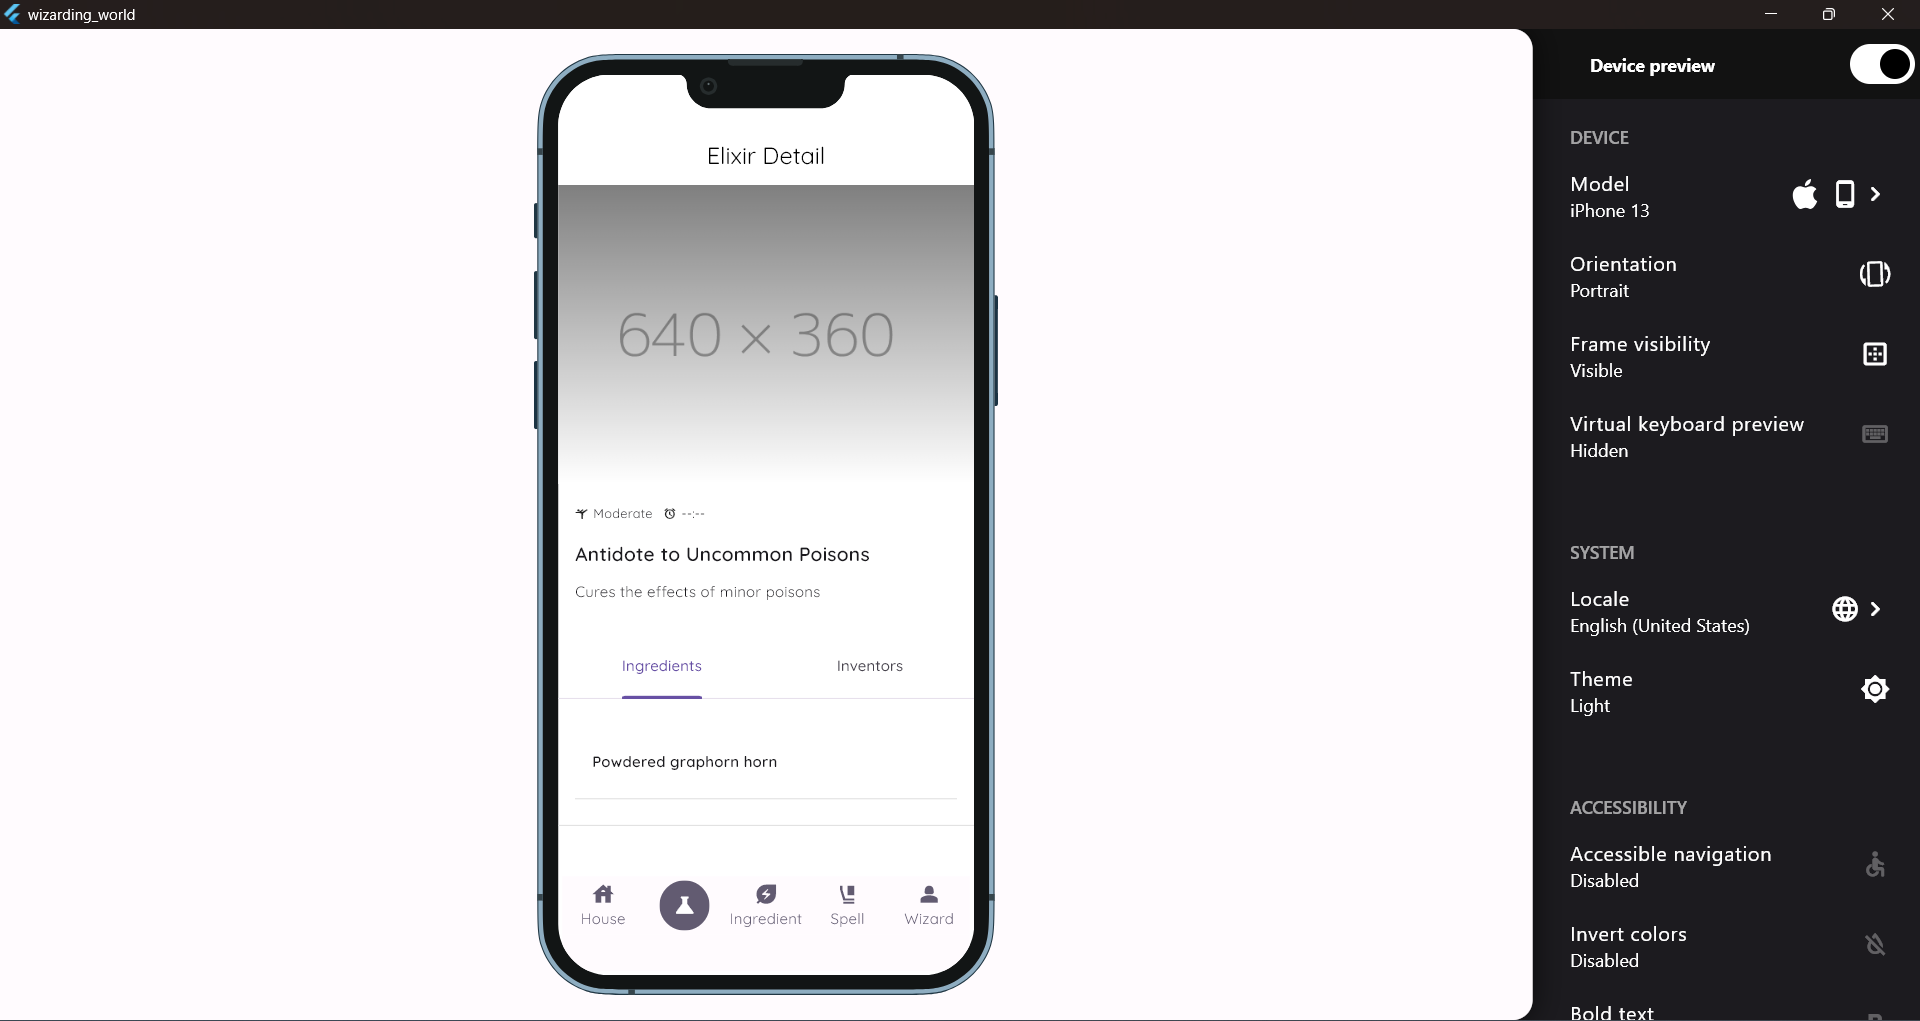 wizarding_world
Device preview
Elixir Detail
640 × 360
Moderate --:--
Antidote to Uncommon Poisons
Cures the effects of minor poisons
Ingredients Inventors
Powdered graphorn horn
House Ingredient Spell Wizard
DEVICE
Model
iPhone 13
Orientation
Portrait
Frame visibility
Visible
Virtual keyboard preview
Hidden
SYSTEM
Locale
English (United States)
Theme
Light
ACCESSIBILITY
Accessible navigation
Disabled
Invert colors
Disabled
Bold text